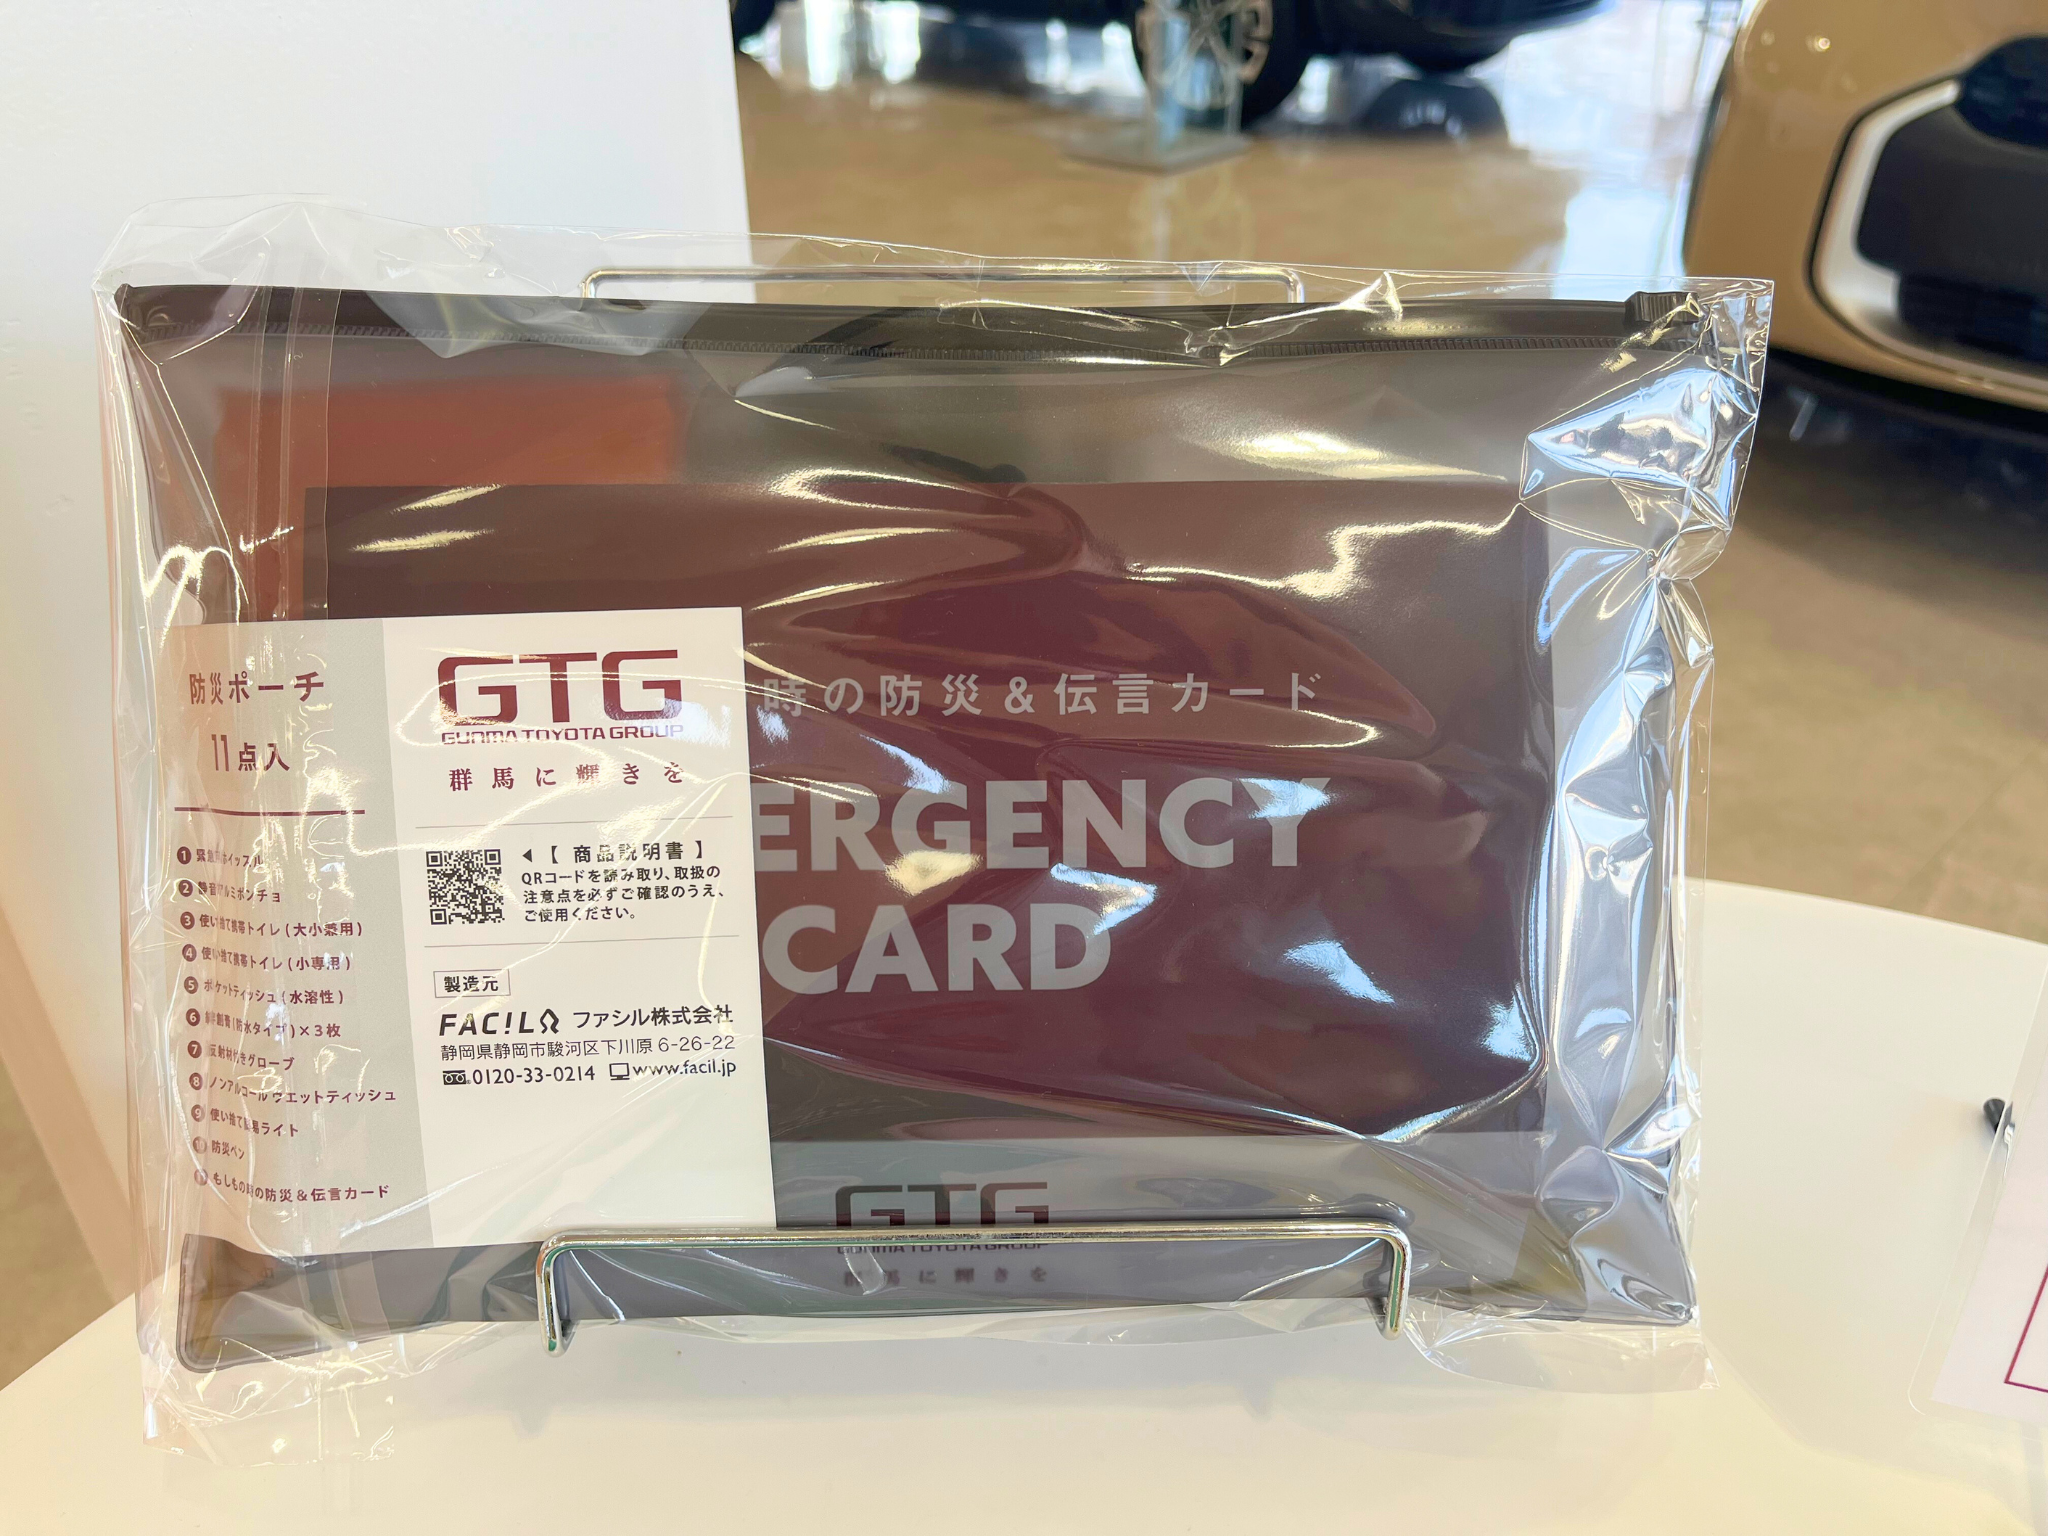 防災ポーチ
11点入
① 緊急用ホイッスル
② 静音アルミポンチョ
③ 使い捨て携帯トイレ(大小兼用)
④ 使い捨て携帯トイレ(小専用)
⑤ ポケットティッシュ(水溶性)
⑥ 絆創膏(防水タイプ)×3枚
⑦ 反射材付きグローブ
⑧ ノンアルコールウエットティッシュ
⑨ 使い捨て簡易ライト
⑩ 防災ペン
⑪ もしもの時の防災&伝言カード
GTG
GUNMA TOYOTA GROUP
群馬に輝きを
◀【 商品説明書 】
QRコードを読み取り、取扱の
注意点を必ずご確認のうえ、
ご使用ください。
製造元
FAC!L ファシル株式会社
静岡県静岡市駿河区下川原 6-26-22
0120-33-0214 www.facil.jp
時の防災&伝言カード
ERGENCY
CARD
GTG
GUNMA TOYOTA GROUP
群馬に輝きを